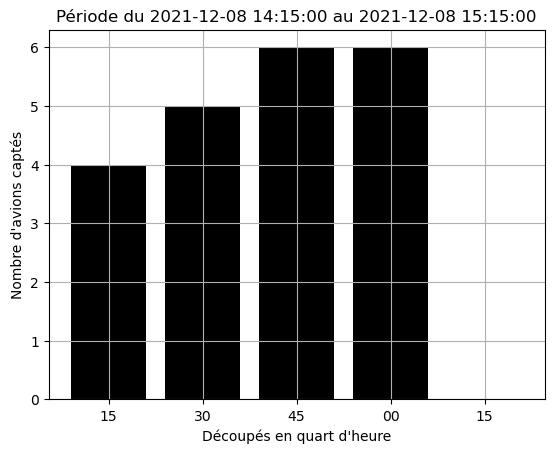 Période du 2021-12-08 14:15:00 au 2021-12-08 15:15:00
Nombre d'avions captés
6
5
4
3
2
1
0
15 30 45 00 15
Découpés en quart d'heure